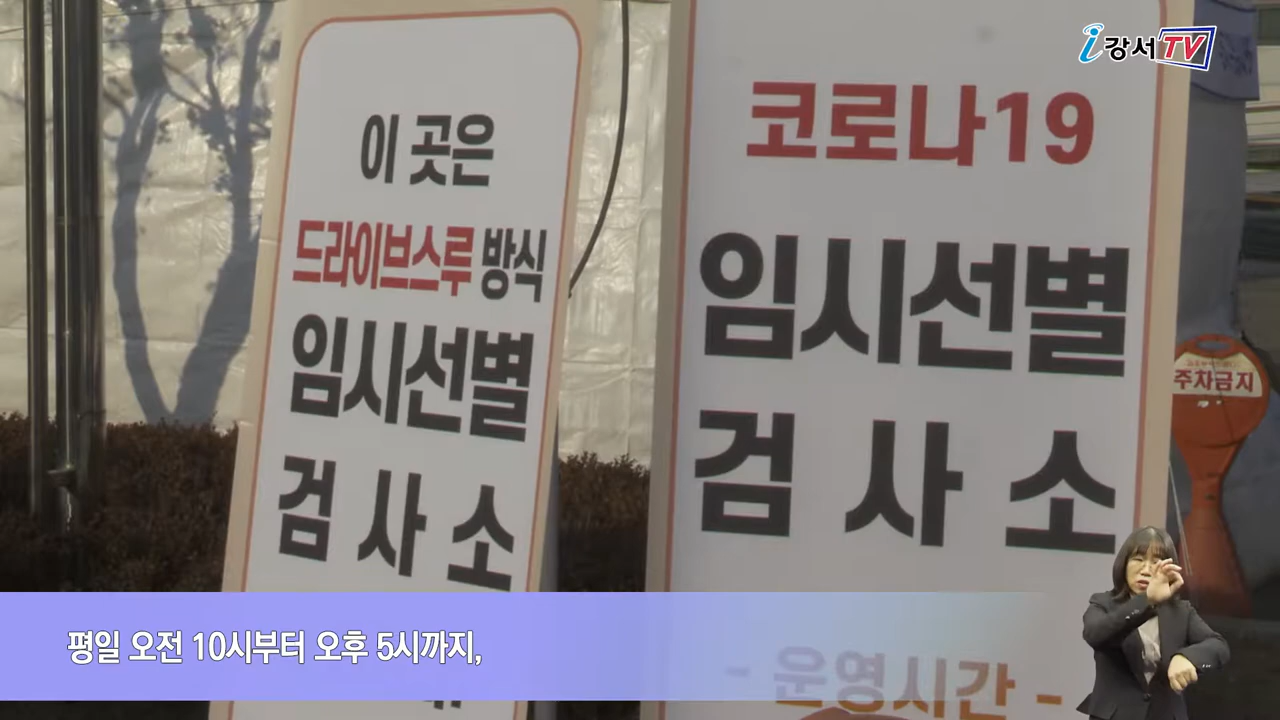 i강서TV
이 곳은
드라이브스루 방식
임시선별
검 사 소
코로나19
임시선별
검 사 소
- 운영시간 -
주차금지
평일 오전 10시부터 오후 5시까지,